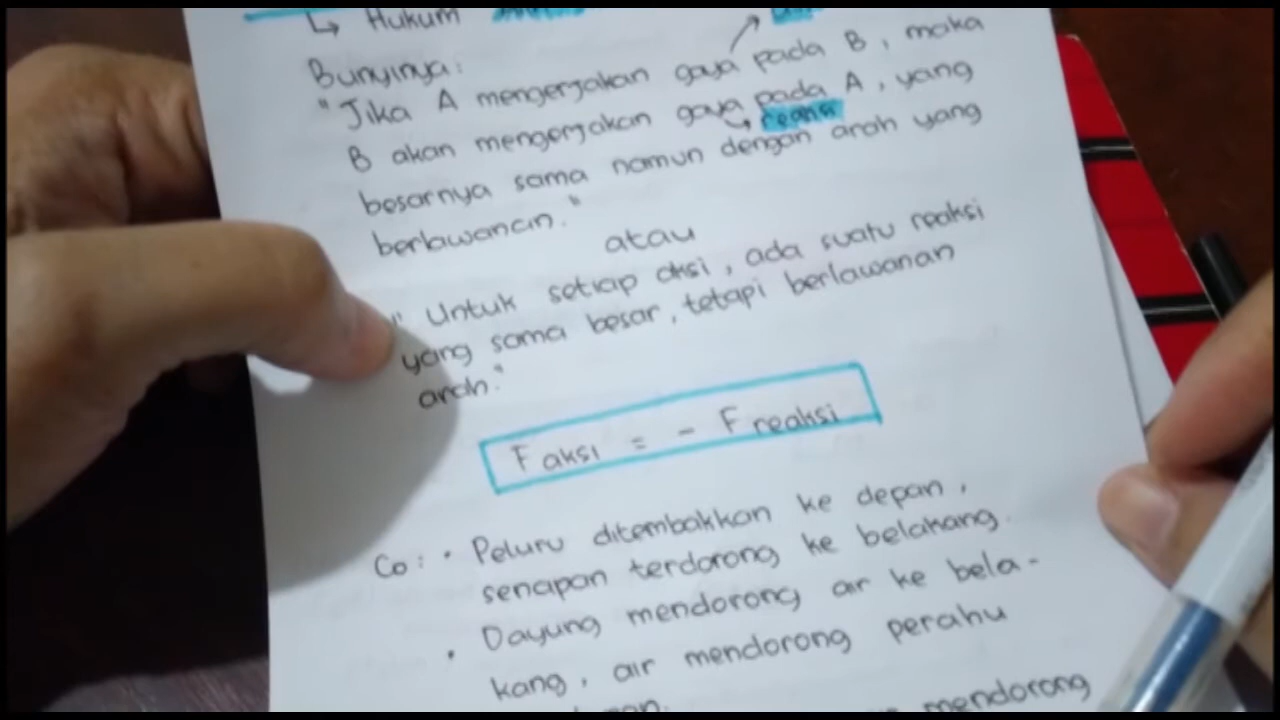 ↳ Hukum
Bunyinya:
"Jika A mengerjakan gaya pada B, maka
B akan mengerjakan gaya pada A, yang
reaksi
besarnya sama namun dengan arah yang
berlawanan."
atau
"Untuk setiap aksi, ada suatu reaksi
yang sama besar, tetapi berlawanan
arah."
F aksi = - F reaksi
Co: • Peluru ditembakkan ke depan,
senapan terdorong ke belakang.
• Dayung mendorong air ke bela-
kang, air mendorong perahu
mendorong